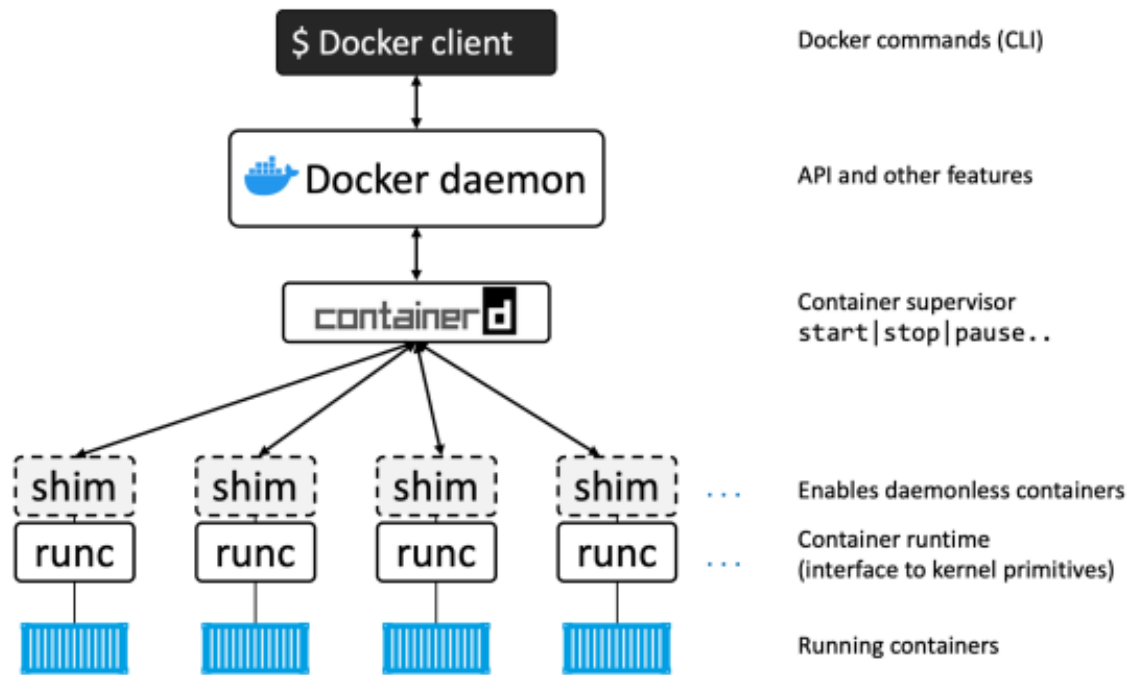 $ Docker client
Docker commands (CLI)
Docker daemon
API and other features
containerd
Container supervisor
start|stop|pause..
shim shim shim shim ...
Enables daemonless containers
runc runc runc runc ...
Container runtime
(interface to kernel primitives)
Running containers